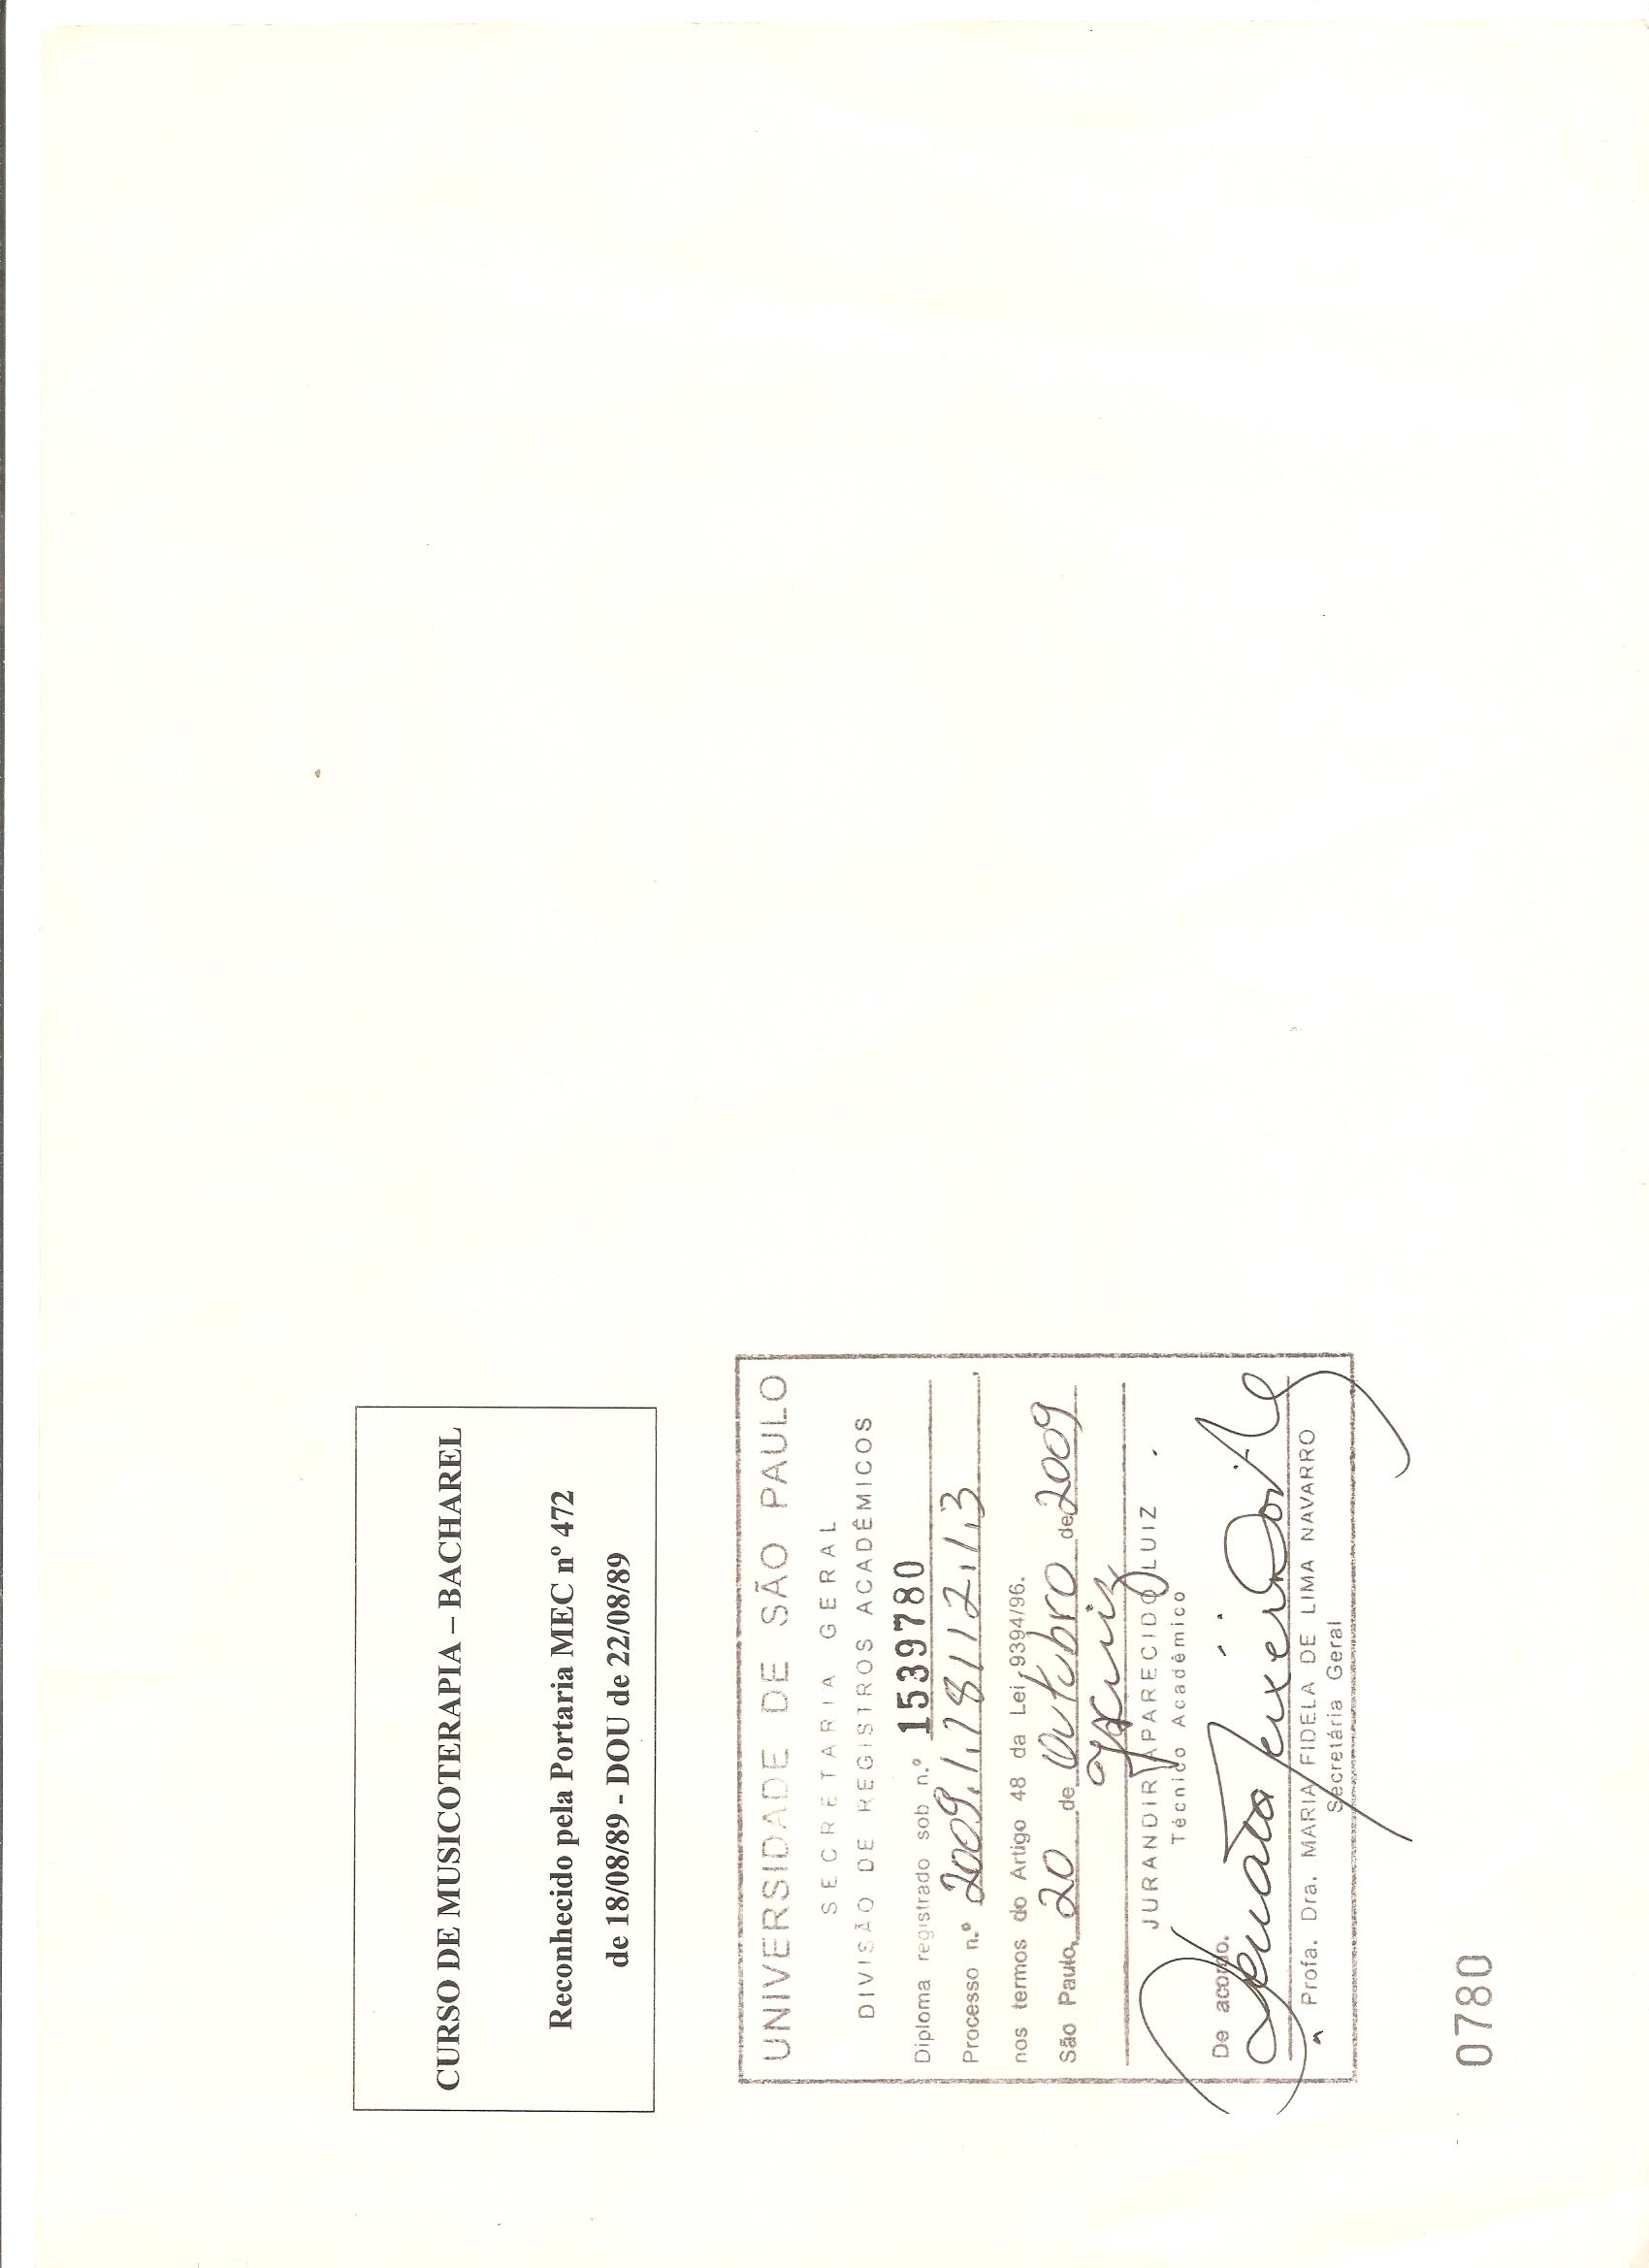 CURSO DE MUSICOTERAPIA – BACHAREL
Reconhecido pela Portaria MEC nº 472
de 18/08/89 - DOU de 22/08/89
UNIVERSIDADE DE SÃO PAULO
SECRETARIA GERAL
DIVISÃO DE REGISTROS ACADÊMICOS
Diploma registrado sob n.º 1539780
Processo n.º 2009.1.18112.1.3
nos termos do Artigo 48 da Lei 9394/96.
São Paulo, 20 de Outubro de 2009
JURANDIR APARECIDO LUIZ
Técnico Acadêmico
De acordo.
Profa. Dra. MARIA FIDELA DE LIMA NAVARRO
Secretária Geral
0780